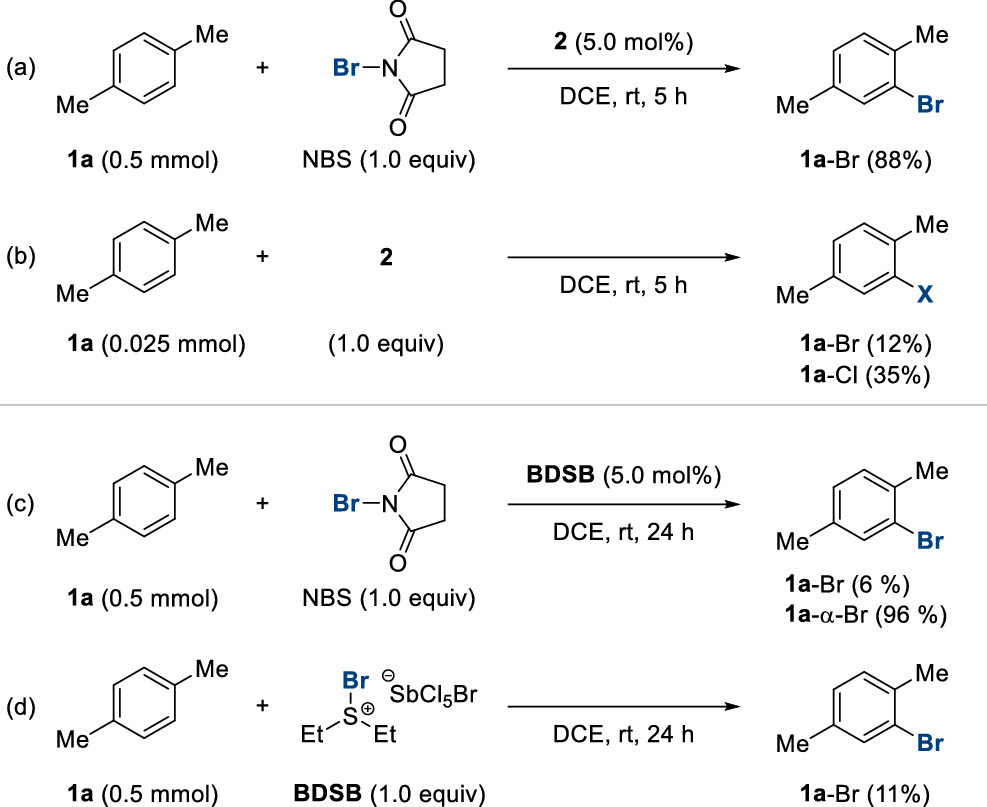 (a)
Me
Me
1a (0.5 mmol)
+
O
Br N
O
NBS (1.0 equiv)
2 (5.0 mol%)
DCE, rt, 5 h
Me
Me
Br
1a-Br (88%)
(b)
Me
Me
1a (0.025 mmol)
+
2
(1.0 equiv)
DCE, rt, 5 h
Me
Me
X
1a-Br (12%)
1a-Cl (35%)
(c)
Me
Me
1a (0.5 mmol)
+
O
Br N
O
NBS (1.0 equiv)
BDSB (5.0 mol%)
DCE, rt, 24 h
Me
Me
Br
1a-Br (6 %)
1a-α-Br (96 %)
(d)
Me
Me
1a (0.5 mmol)
+
Br
⊖SbCl5Br
S⊕
Et Et
BDSB (1.0 equiv)
DCE, rt, 24 h
Me
Me
Br
1a-Br (11%)